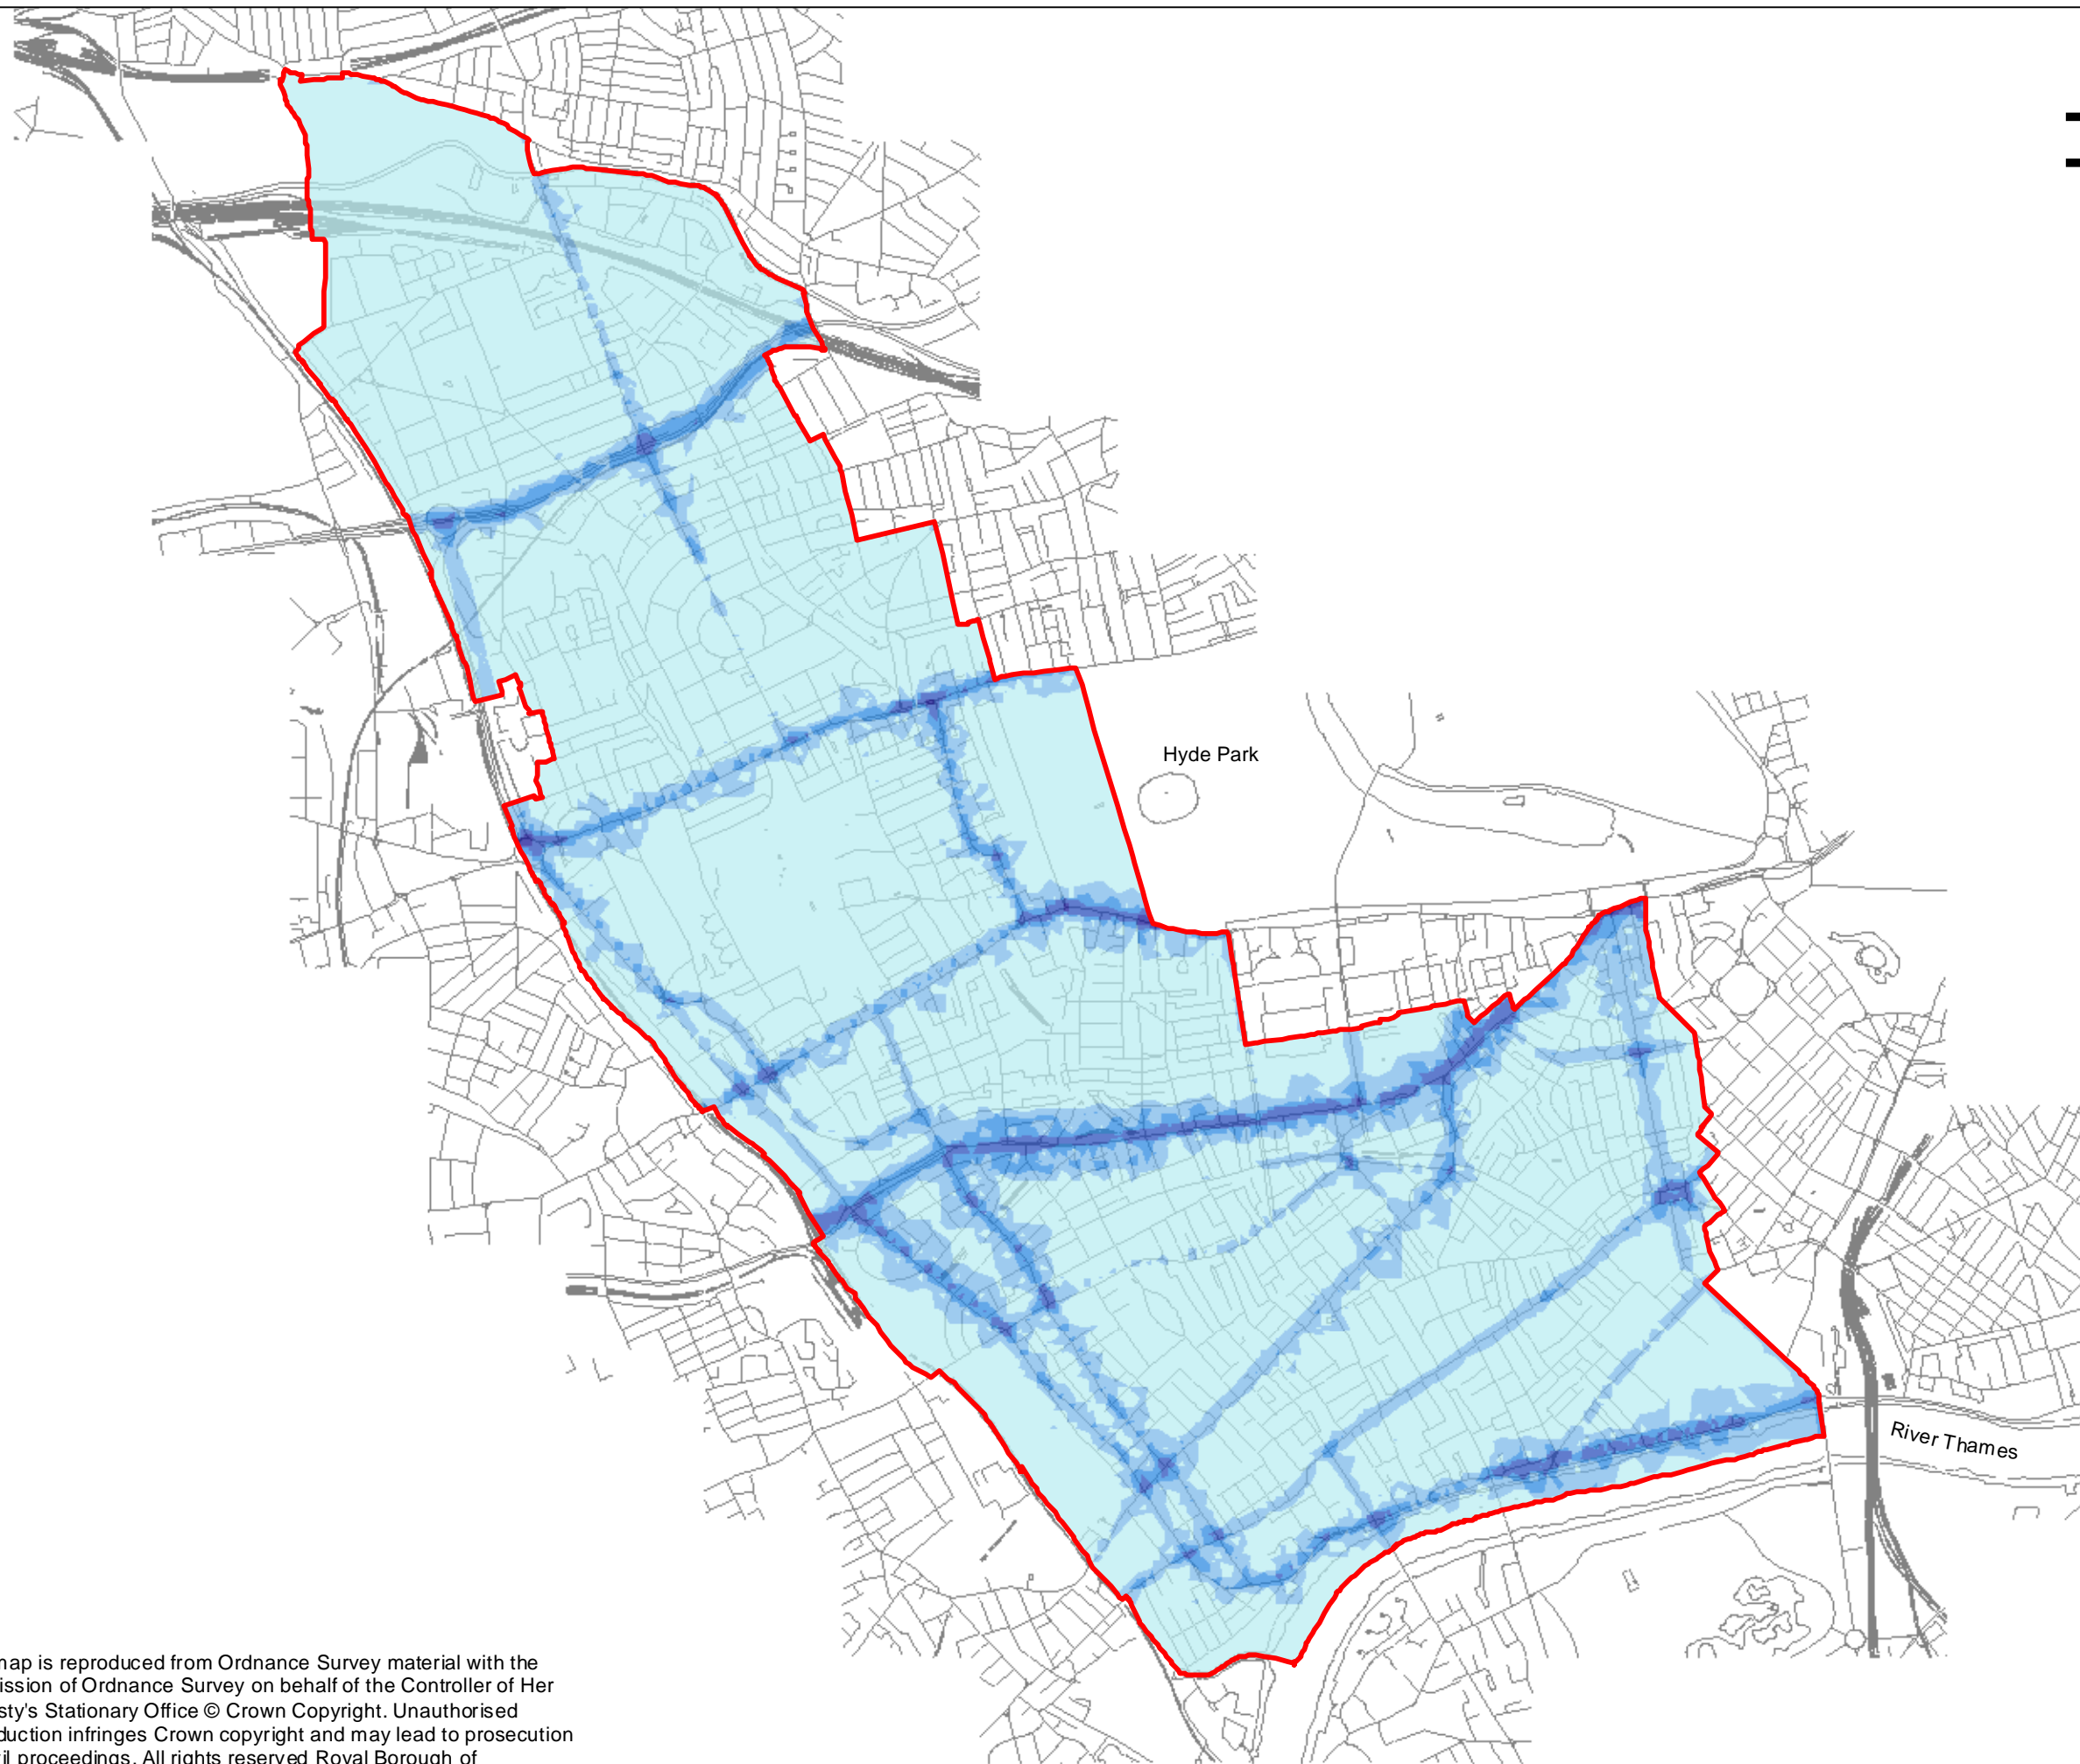 Hyde Park
River Thames
map is reproduced from Ordnance Survey material with the
ission of Ordnance Survey on behalf of the Controller of Her
sty's Stationary Office © Crown Copyright. Unauthorised
duction infringes Crown copyright and may lead to prosecution
il proceedings. All rights reserved Royal Borough of